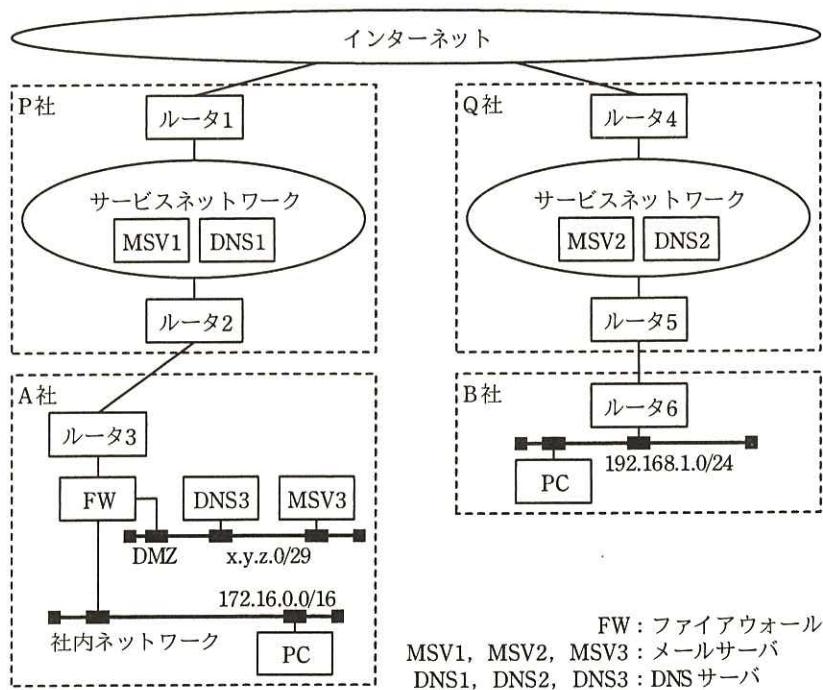 インターネット
P社
ルータ1
サービスネットワーク
MSV1 DNS1
ルータ2
Q社
ルータ4
サービスネットワーク
MSV2 DNS2
ルータ5
A社
ルータ3
FW
DNS3 MSV3
DMZ x.y.z.0/29
172.16.0.0/16
社内ネットワーク
PC
B社
ルータ6
192.168.1.0/24
PC
FW：ファイアウォール
MSV1，MSV2，MSV3：メールサーバ
DNS1，DNS2，DNS3：DNSサーバ